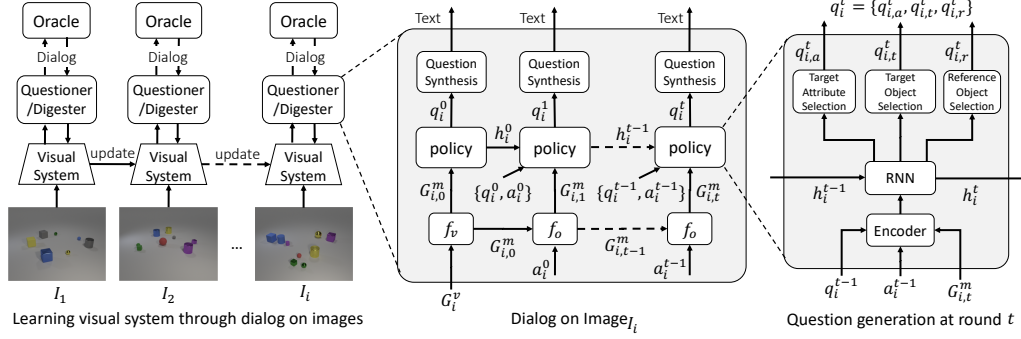 Oracle
Oracle
Oracle
Dialog
Dialog
Dialog
Questioner
/Digester
Questioner
/Digester
Questioner
/Digester
Visual
System
update
Visual
System
update
Visual
System
...
I_1
I_2
I_i
Learning visual system through dialog on images
Text
Text
Text
Question
Synthesis
Question
Synthesis
Question
Synthesis
q_i^0
q_i^1
q_i^t
policy
h_i^0
policy
h_i^{t-1}
policy
G_{i,0}^m
{q_i^0, a_i^0}
G_{i,1}^m
{q_i^{t-1}, a_i^{t-1}}
G_{i,t}^m
f_v
G_{i,0}^m
f_o
G_{i,t-1}^m
f_o
G_i^v
a_i^0
a_i^{t-1}
Dialog on Image_{I_i}
q_i^t = {q_{i,a}^t, q_{i,t}^t, q_{i,r}^t}
q_{i,a}^t
q_{i,t}^t
q_{i,r}^t
Target
Attribute
Selection
Target
Object
Selection
Reference
Object
Selection
RNN
h_i^{t-1}
h_i^t
Encoder
q_i^{t-1}
a_i^{t-1}
G_{i,t}^m
Question generation at round t